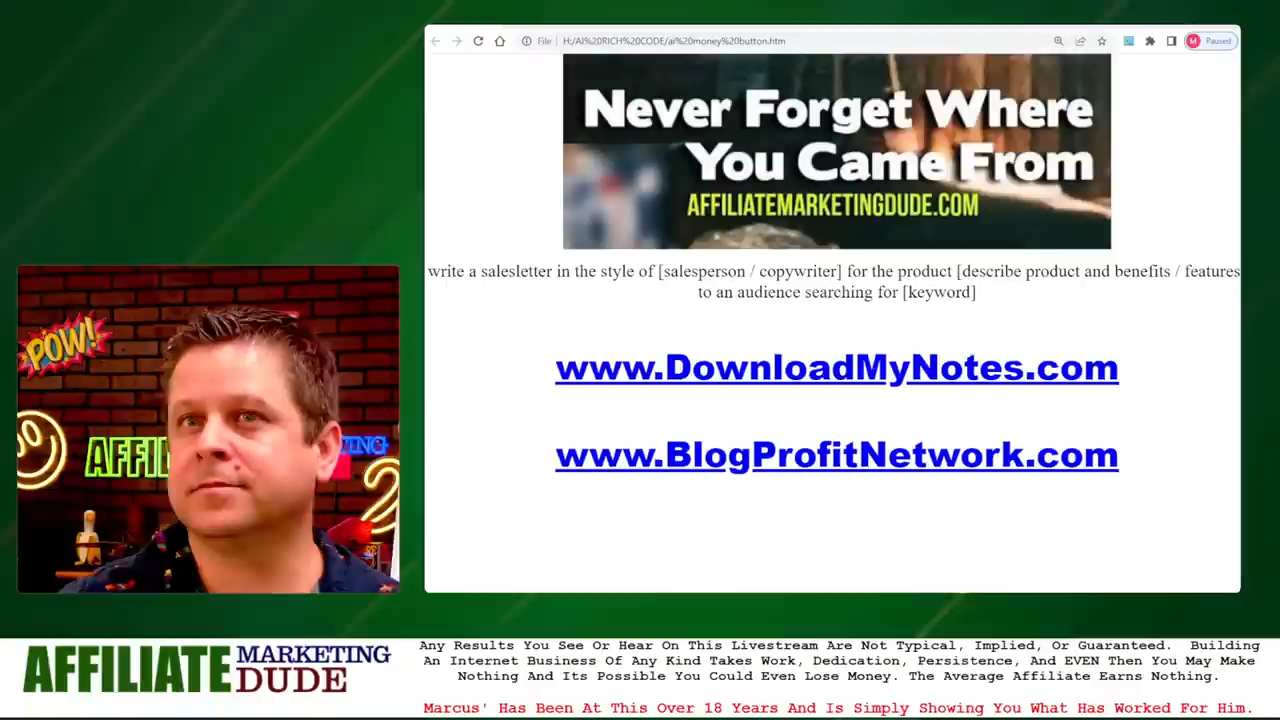 File | H:/AI%20RICH%20CODE/ai%20money%20button.htm
M Paused
Never Forget Where
You Came From
AFFILIATEMARKETINGDUDE.COM
write a salesletter in the style of [salesperson / copywriter] for the product [describe product and benefits / features
to an audience searching for [keyword]
www.DownloadMyNotes.com
www.BlogProfitNetwork.com
POW!
AFFI
ING
2
AFFILIATE MARKETING DUDE
Any Results You See Or Hear On This Livestream Are Not Typical, Implied, Or Guaranteed. Building
An Internet Business Of Any Kind Takes Work, Dedication, Persistence, And EVEN Then You May Make
Nothing And Its Possible You Could Even Lose Money. The Average Affiliate Earns Nothing.
Marcus' Has Been At This Over 18 Years And Is Simply Showing You What Has Worked For Him.